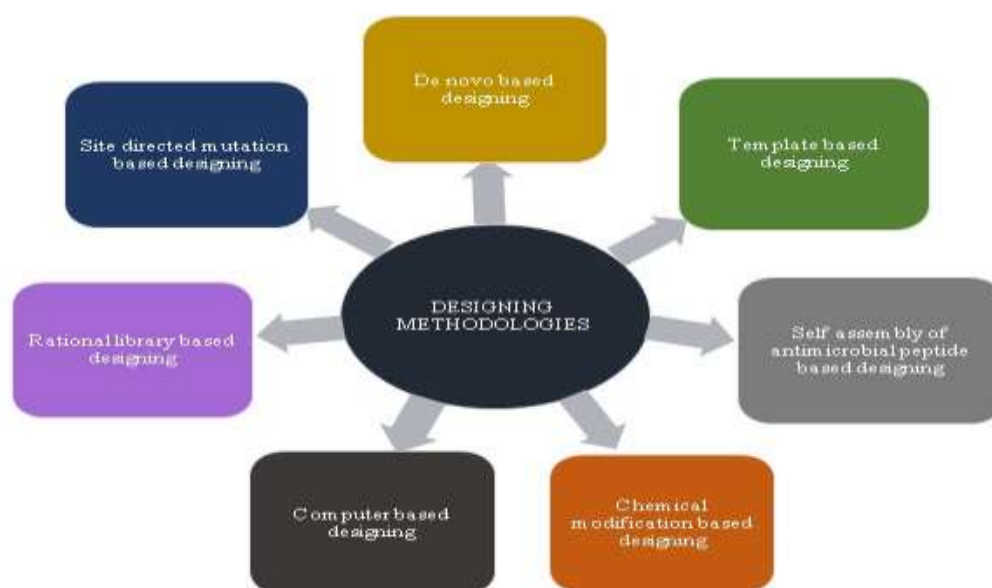 De novo based
designing
Site directed mutation
based designing
Template based
designing
DESIGNING
METHODOLOGIES
Rational library based
designing
Self assembly of
antimicrobial peptide
based designing
Computer based
designing
Chemical
modification based
designing